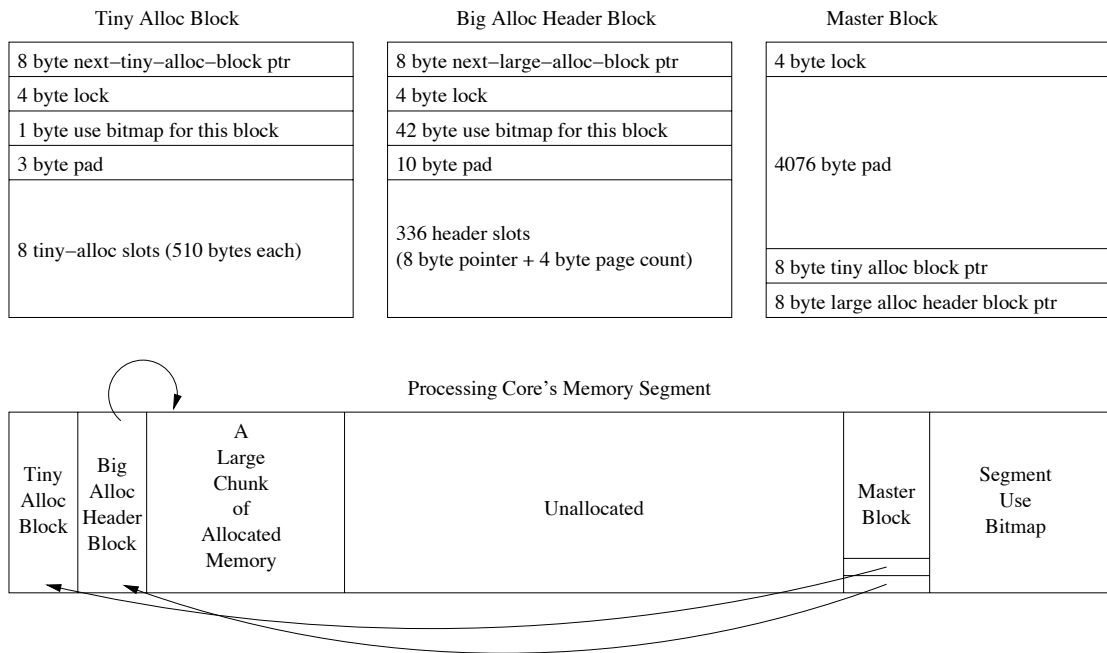 Tiny Alloc Block
8 byte next−tiny−alloc−block ptr
4 byte lock
1 byte use bitmap for this block
3 byte pad
8 tiny−alloc slots (510 bytes each)
Big Alloc Header Block
8 byte next−large−alloc−block ptr
4 byte lock
42 byte use bitmap for this block
10 byte pad
336 header slots
(8 byte pointer + 4 byte page count)
Master Block
4 byte lock
4076 byte pad
8 byte tiny alloc block ptr
8 byte large alloc header block ptr
Processing Core's Memory Segment
Tiny
Alloc
Block
Big
Alloc
Header
Block
A
Large
Chunk
of
Allocated
Memory
Unallocated
Master
Block
Segment
Use
Bitmap